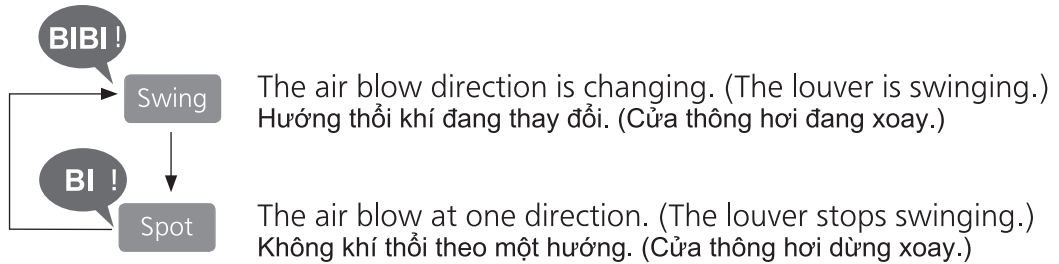 BIBI !
Swing
The air blow direction is changing. (The louver is swinging.)
Hướng thổi khí đang thay đổi. (Cửa thông hơi đang xoay.)
BI !
Spot
The air blow at one direction. (The louver stops swinging.)
Không khí thổi theo một hướng. (Cửa thông hơi dừng xoay.)